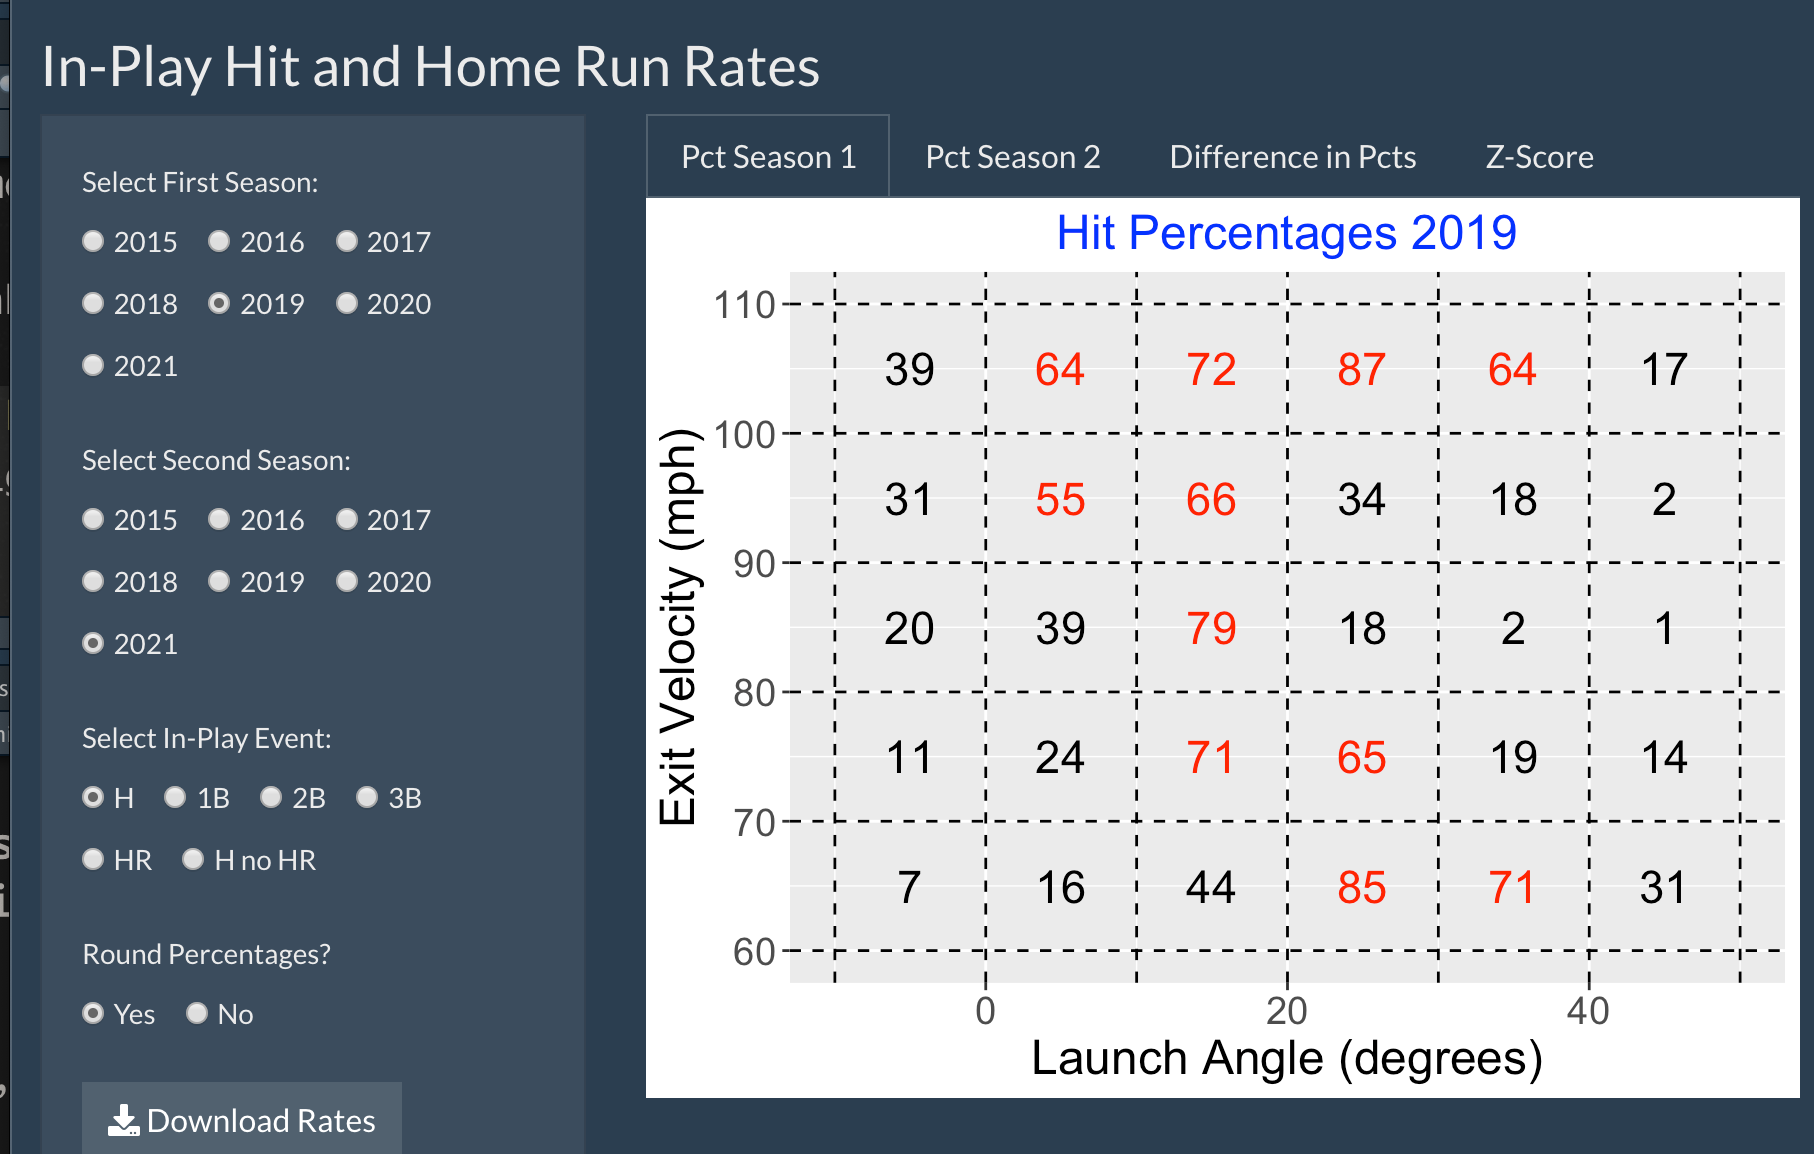 In-Play Hit and Home Run Rates
Select First Season:
2015 2016 2017
2018 2019 2020
2021
Select Second Season:
2015 2016 2017
2018 2019 2020
2021
Select In-Play Event:
H 1B 2B 3B
HR H no HR
Round Percentages?
Yes No
Download Rates
Pct Season 1 Pct Season 2 Difference in Pcts Z-Score
Hit Percentages 2019
Exit Velocity (mph)
110
39 64 72 87 64 17
100
31 55 66 34 18 2
90
20 39 79 18 2 1
80
11 24 71 65 19 14
70
7 16 44 85 71 31
60
0 20 40
Launch Angle (degrees)